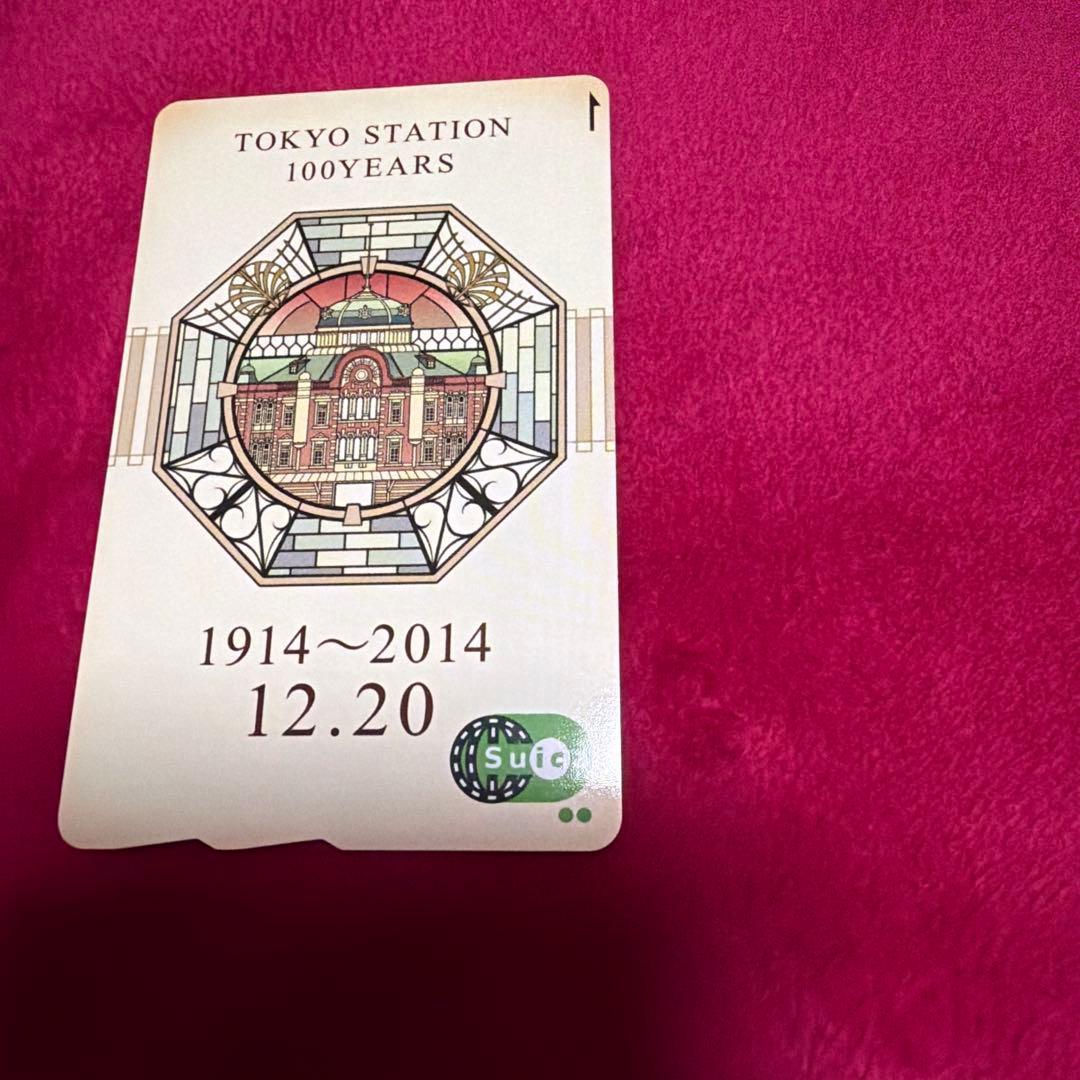 TOKYO STATION
100YEARS
1914～2014
12.20
Suic